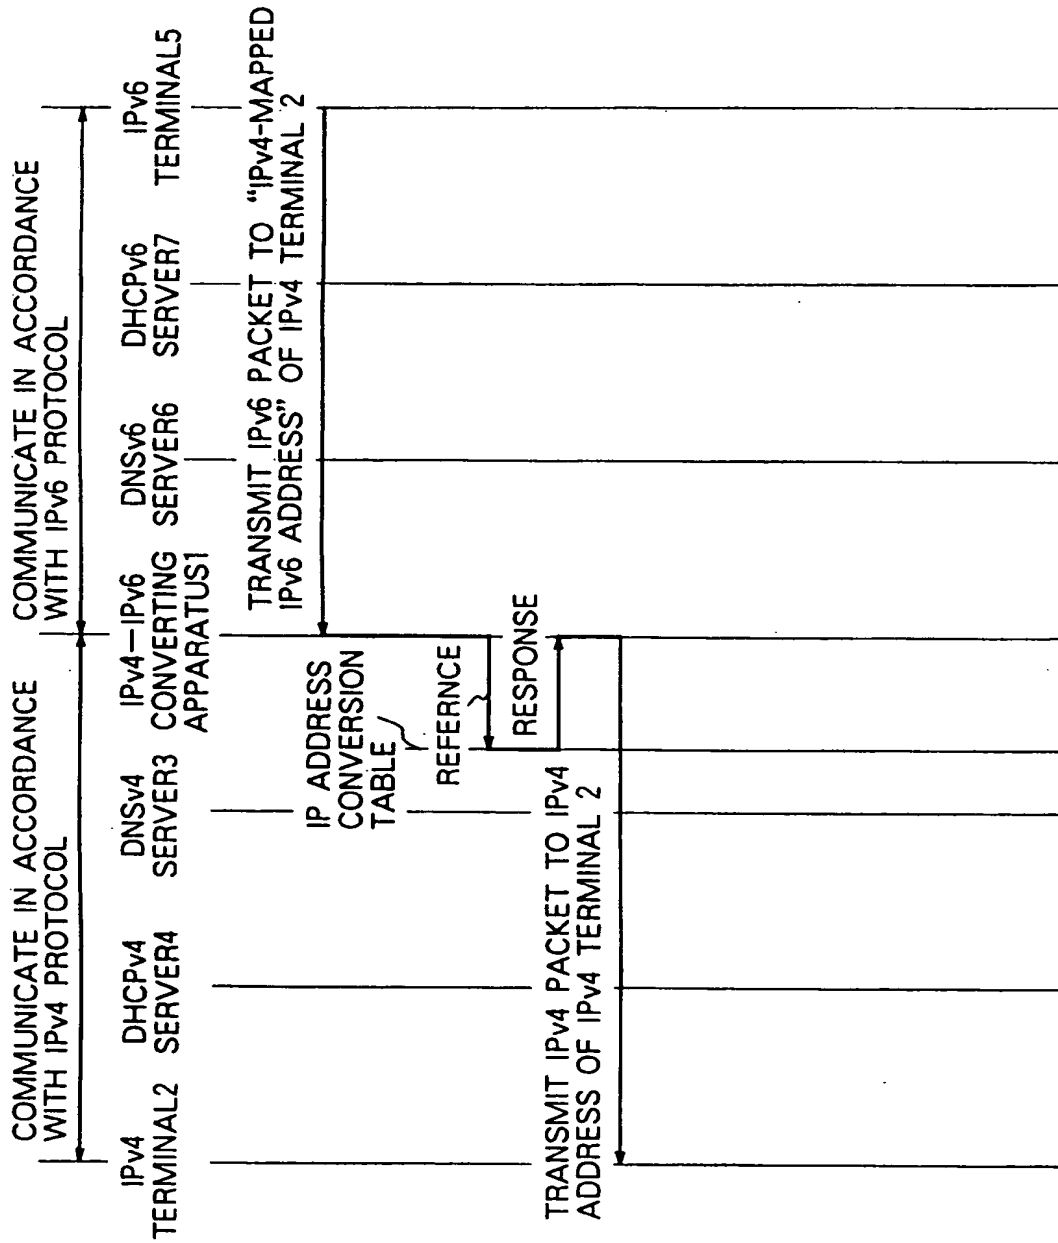 COMMUNICATE IN ACCORDANCE
WITH IPv4 PROTOCOL
COMMUNICATE IN ACCORDANCE
WITH IPv6 PROTOCOL
IPv4
TERMINAL2
DHCPv4
SERVER4
DNSv4
SERVER3
IPv4-IPv6
CONVERTING
APPARATUS1
DNSv6
SERVER6
DHCPv6
SERVER7
IPv6
TERMINAL5
TRANSMIT IPv6 PACKET TO "IPv4-MAPPED
IPv6 ADDRESS" OF IPv4 TERMINAL 2
IP ADDRESS
CONVERSION
TABLE
REFERNCE
RESPONSE
TRANSMIT IPv4 PACKET TO IPv4
ADDRESS OF IPv4 TERMINAL 2